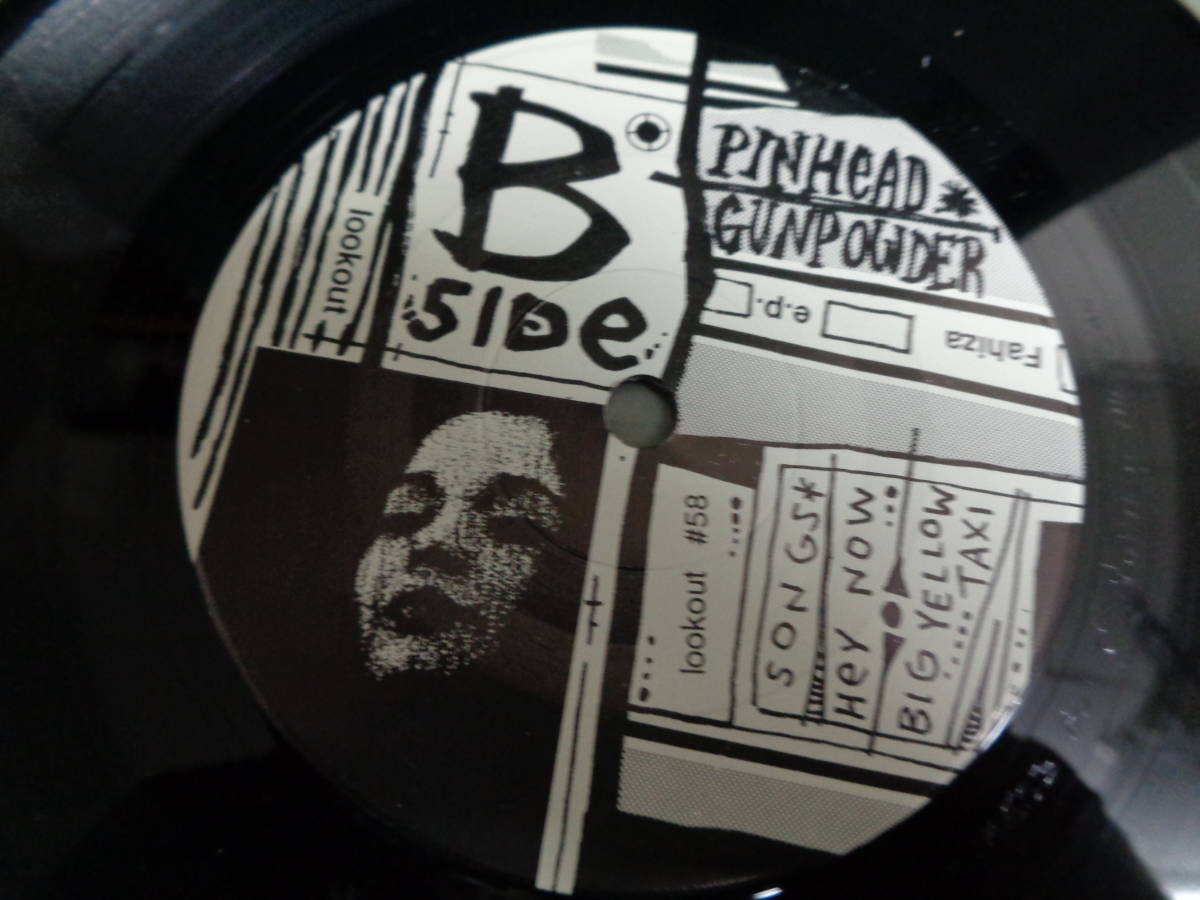 B
SIDe
PINHeAD
GUNPOWDER
Fahiza e.p.
lookout
lookout #58
SONGS*
HeY NOW
BIG YELLOW
TAXI